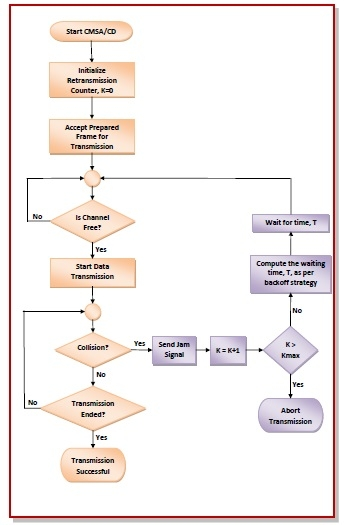 Start CMSA/CD
Initialize
Retransmission
Counter, K=0
Accept Prepared
Frame for
Transmission
Is Channel
Free?
No
Yes
Start Data
Transmission
Collision?
Yes
No
Send Jam
Signal
K = K+1
K >
Kmax
No
Yes
Compute the waiting
time, T, as per
backoff strategy
Wait for time, T
Abort
Transmission
Transmission
Ended?
No
Yes
Transmission
Successful